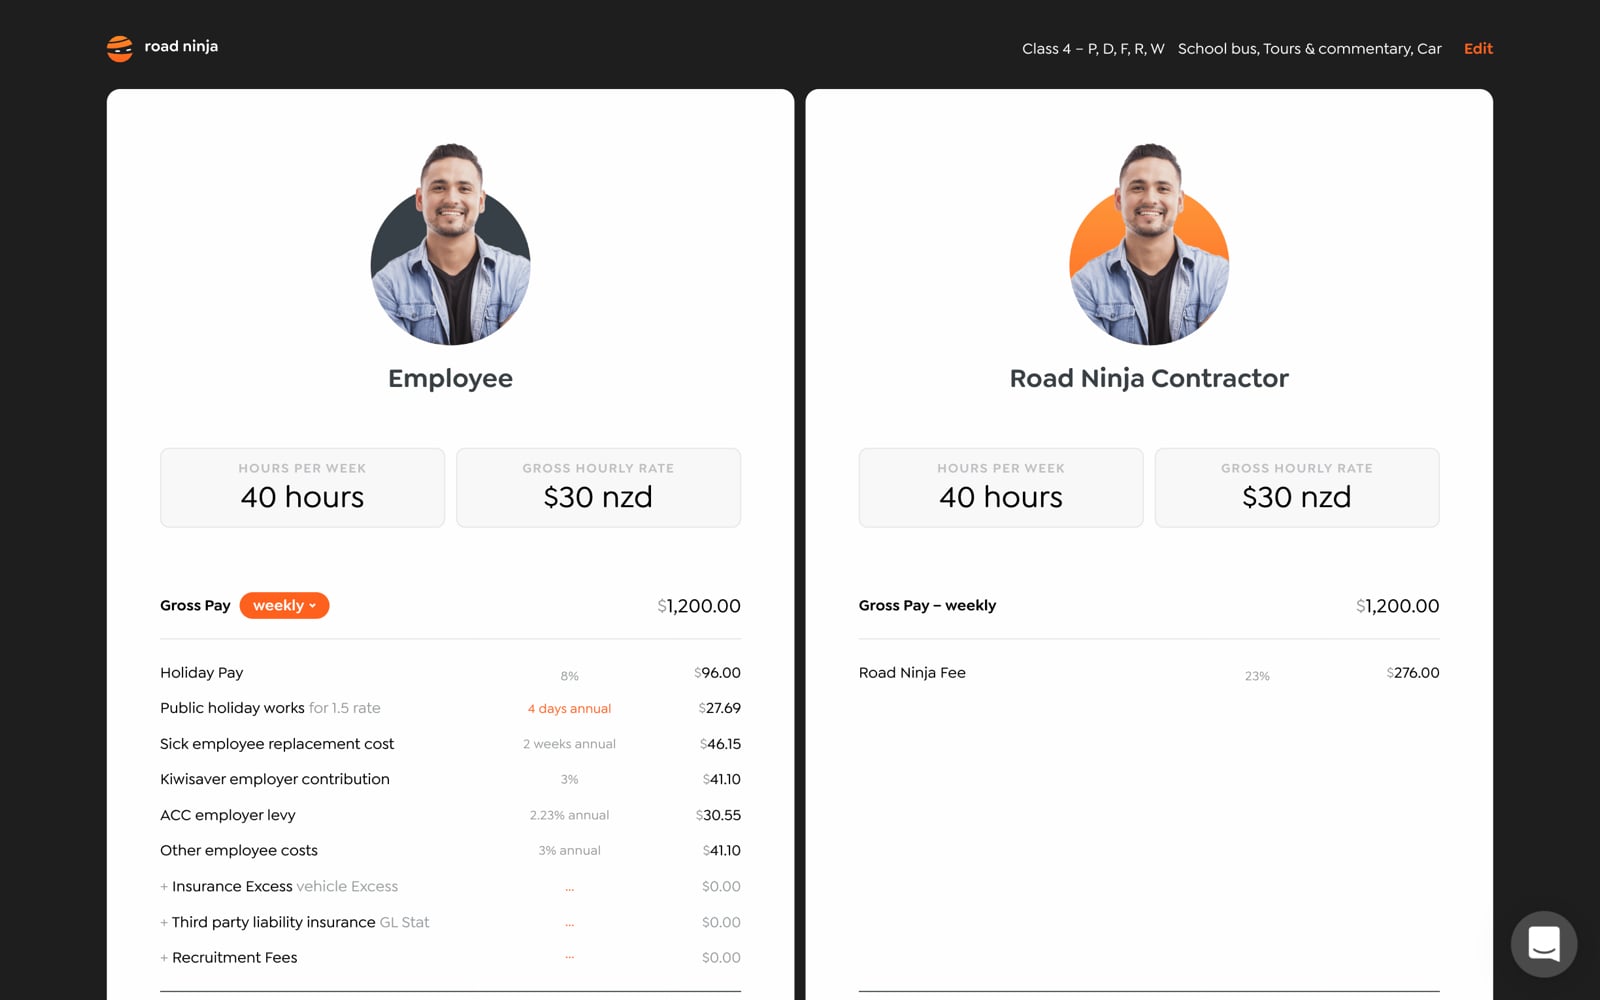 road ninja
Class 4 – P, D, F, R, W School bus, Tours & commentary, Car Edit
Employee
HOURS PER WEEK
40 hours
GROSS HOURLY RATE
$30 nzd
Gross Pay weekly $1,200.00
Holiday Pay 8% $96.00
Public holiday works for 1.5 rate 4 days annual $27.69
Sick employee replacement cost 2 weeks annual $46.15
Kiwisaver employer contribution 3% $41.10
ACC employer levy 2.23% annual $30.55
Other employee costs 3% annual $41.10
+ Insurance Excess vehicle Excess ... $0.00
+ Third party liability insurance GL Stat ... $0.00
+ Recruitment Fees ... $0.00
Road Ninja Contractor
HOURS PER WEEK
40 hours
GROSS HOURLY RATE
$30 nzd
Gross Pay – weekly $1,200.00
Road Ninja Fee 23% $276.00